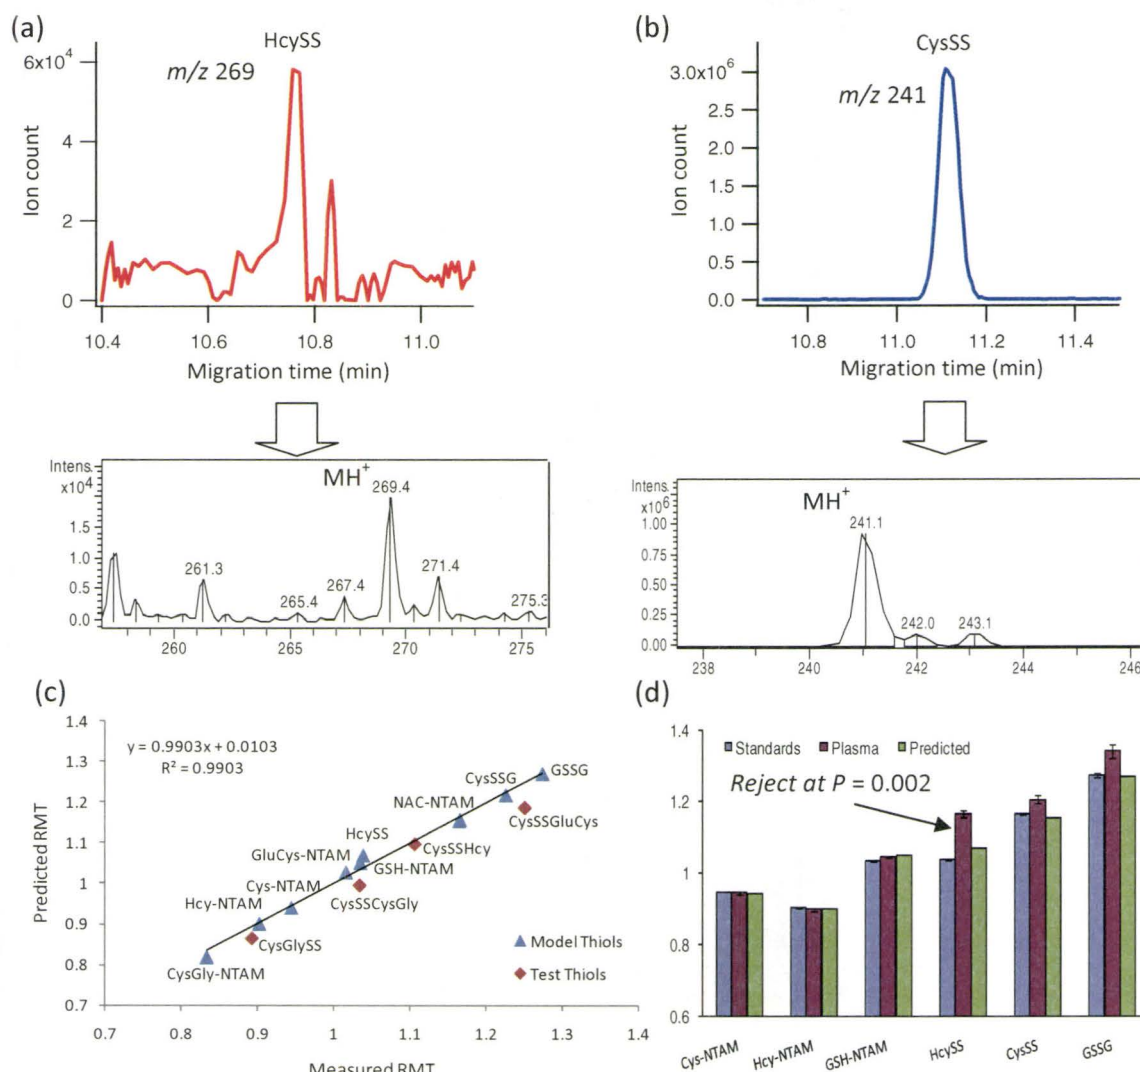 (a)
HcySS
m/z 269
6x10⁴
4
2
0
Ion count
10.4 10.6 10.8 11.0
Migration time (min)
(b)
CysSS
m/z 241
3.0x10⁶
2.5
2.0
1.5
1.0
0.5
0.0
Ion count
10.8 11.0 11.2 11.4
Migration time (min)
Intens.
x10⁴
1.5
1.0
0.5
0.0
MH⁺
269.4
261.3
265.4
267.4
271.4
275.3
260 265 270 275
Intens.
x10⁶
1.00
0.75
0.50
0.25
0.00
MH⁺
241.1
242.0
243.1
238 240 242 244 246
(c)
1.4
1.3
1.2
1.1
1
0.9
0.8
0.7
Predicted RMT
y = 0.9903x + 0.0103
R² = 0.9903
CysSSG
GSSG
NAC-NTAM
CysSSGluCys
HcySS
CysSSHcy
GluCys-NTAM
GSH-NTAM
Cys-NTAM
CysSSCysGly
Hcy-NTAM
CysGlySS
CysGly-NTAM
Model Thiols
Test Thiols
0.7 0.8 0.9 1 1.1 1.2 1.3 1.4
Measured RMT
(d)
1.4
1.2
1
0.8
0.6
Standards Plasma Predicted
Reject at P = 0.002
Cys-NTAM Hcy-NTAM GSH-NTAM HcySS CysSS GSSG